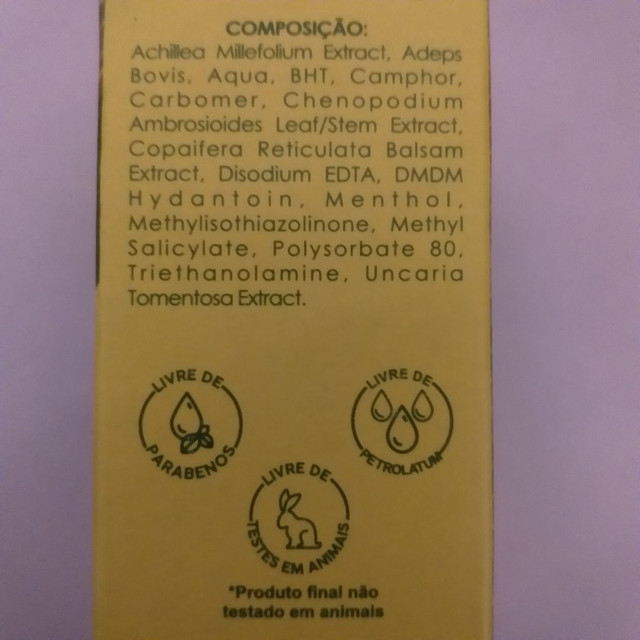 COMPOSIÇÃO:
Achillea Millefolium Extract, Adeps
Bovis, Aqua, BHT, Camphor,
Carbomer, Chenopodium
Ambrosioides Leaf/Stem Extract,
Copaifera Reticulata Balsam
Extract, Disodium EDTA, DMDM
Hydantoin, Menthol,
Methylisothiazolinone, Methyl
Salicylate, Polysorbate 80,
Triethanolamine, Uncaria
Tomentosa Extract.
LIVRE DE
PARABENOS
LIVRE DE
PETROLATUM
LIVRE DE
TESTES EM ANIMAIS
*Produto final não
testado em animais